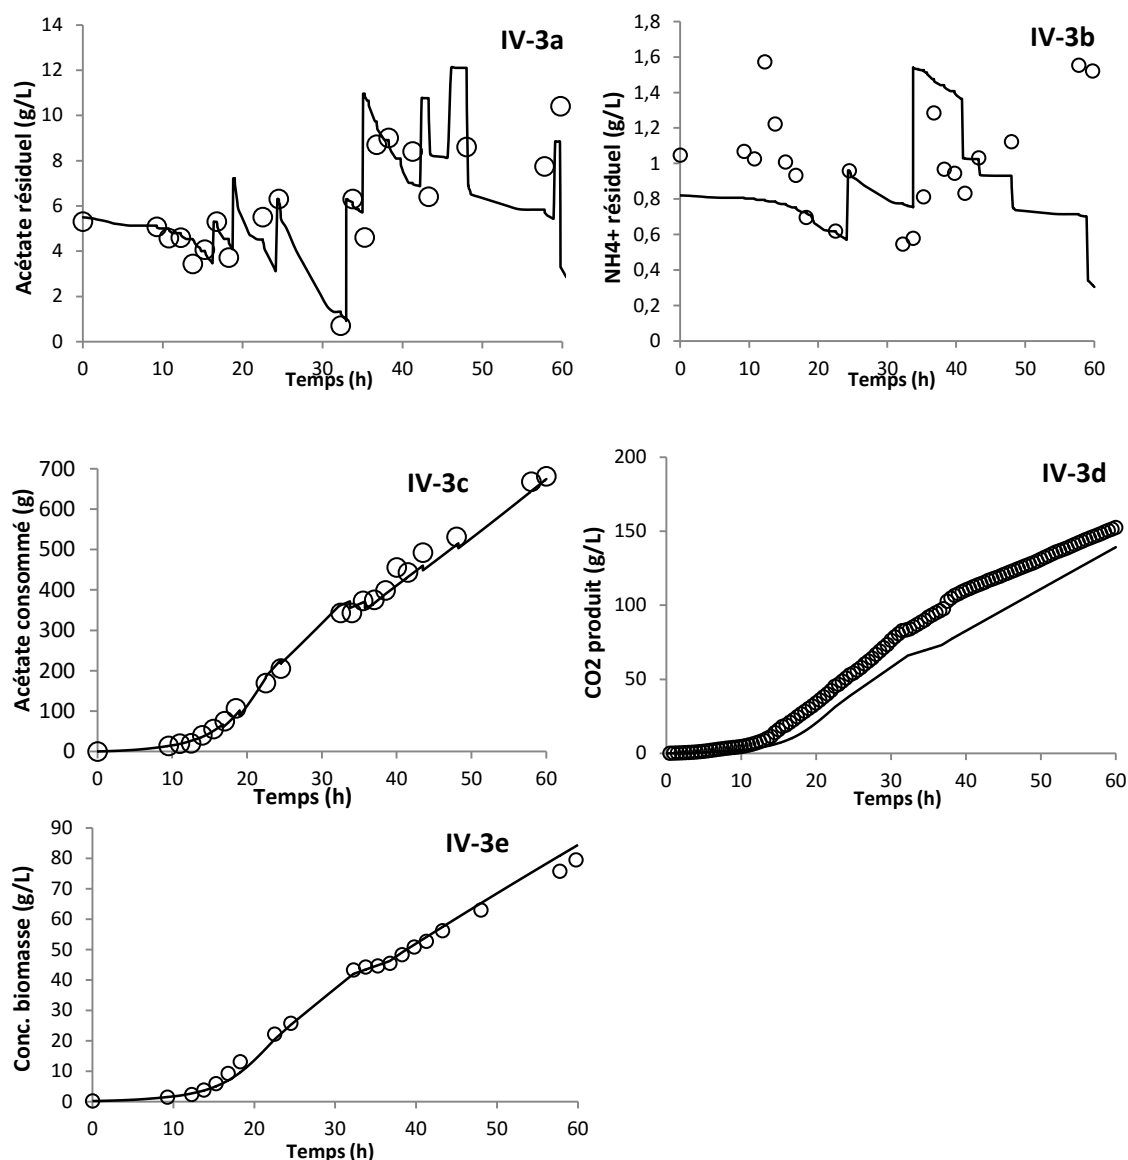 IV-3a
Acétate résiduel (g/L)
14
12
10
8
6
4
2
0
0 10 20 30 40 50 60
Temps (h)
IV-3b
NH4+ résiduel (g/L)
1,8
1,6
1,4
1,2
1
0,8
0,6
0,4
0,2
0
0 10 20 30 40 50 60
Temps (h)
IV-3c
Acétate consommé (g)
700
600
500
400
300
200
100
0
0 10 20 30 40 50 60
Temps (h)
IV-3d
CO2 produit (g/L)
200
150
100
50
0
0 10 20 30 40 50 60
Temps (h)
IV-3e
Conc. biomasse (g/L)
90
80
70
60
50
40
30
20
10
0
0 10 20 30 40 50 60
Temps (h)